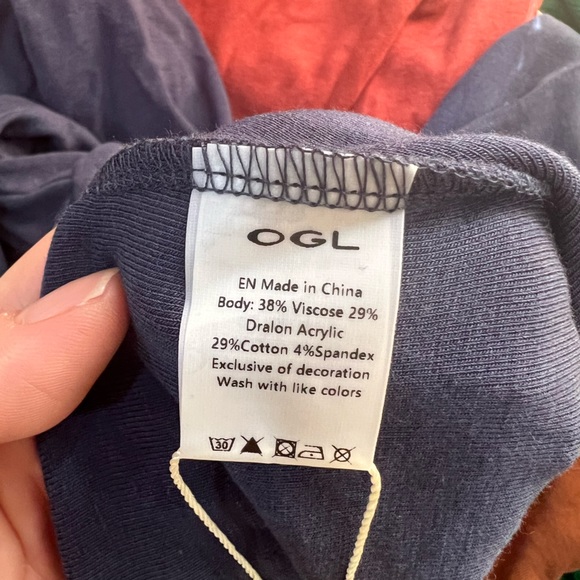 OGL
EN Made in China
Body: 38% Viscose 29%
Dralon Acrylic
29%Cotton 4%Spandex
Exclusive of decoration
Wash with like colors
30